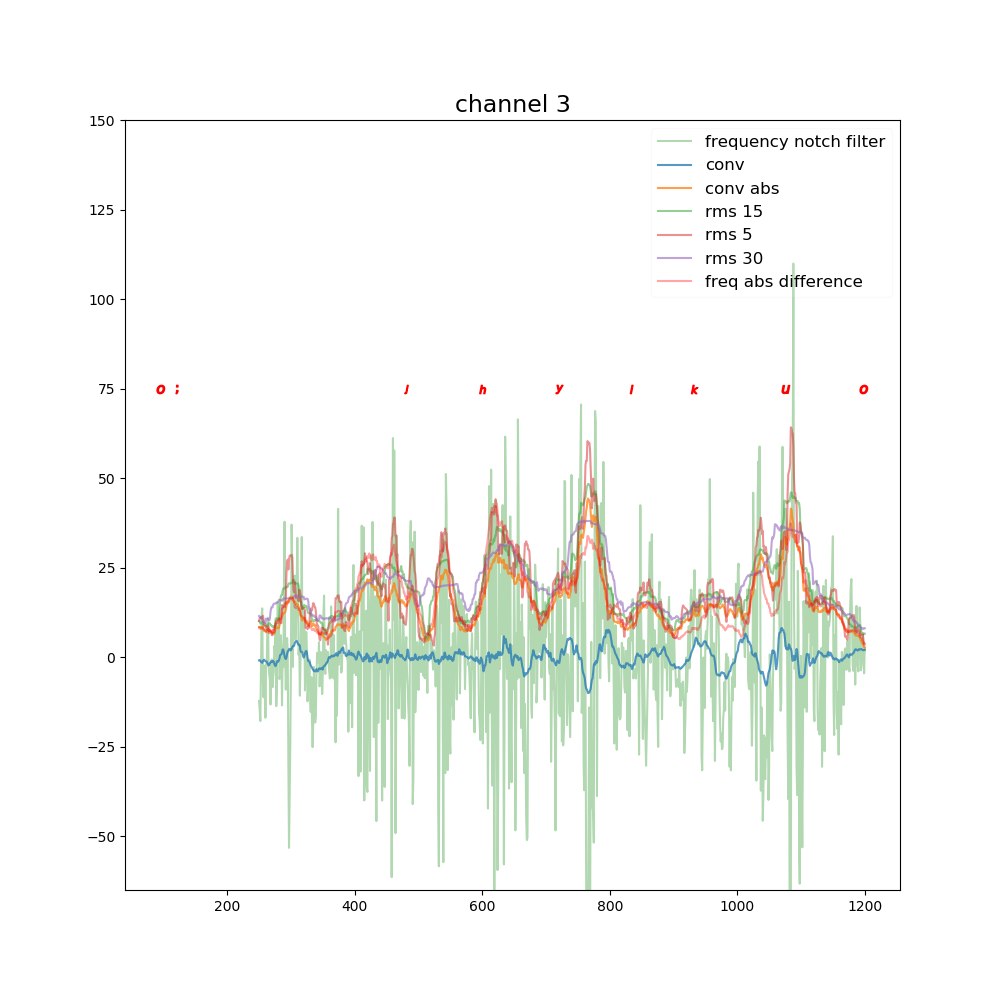 channel 3
150
125
100
75
50
25
0
−25
−50
frequency notch filter
conv
conv abs
rms 15
rms 5
rms 30
freq abs difference
o ; j h y l k u o
200 400 600 800 1000 1200